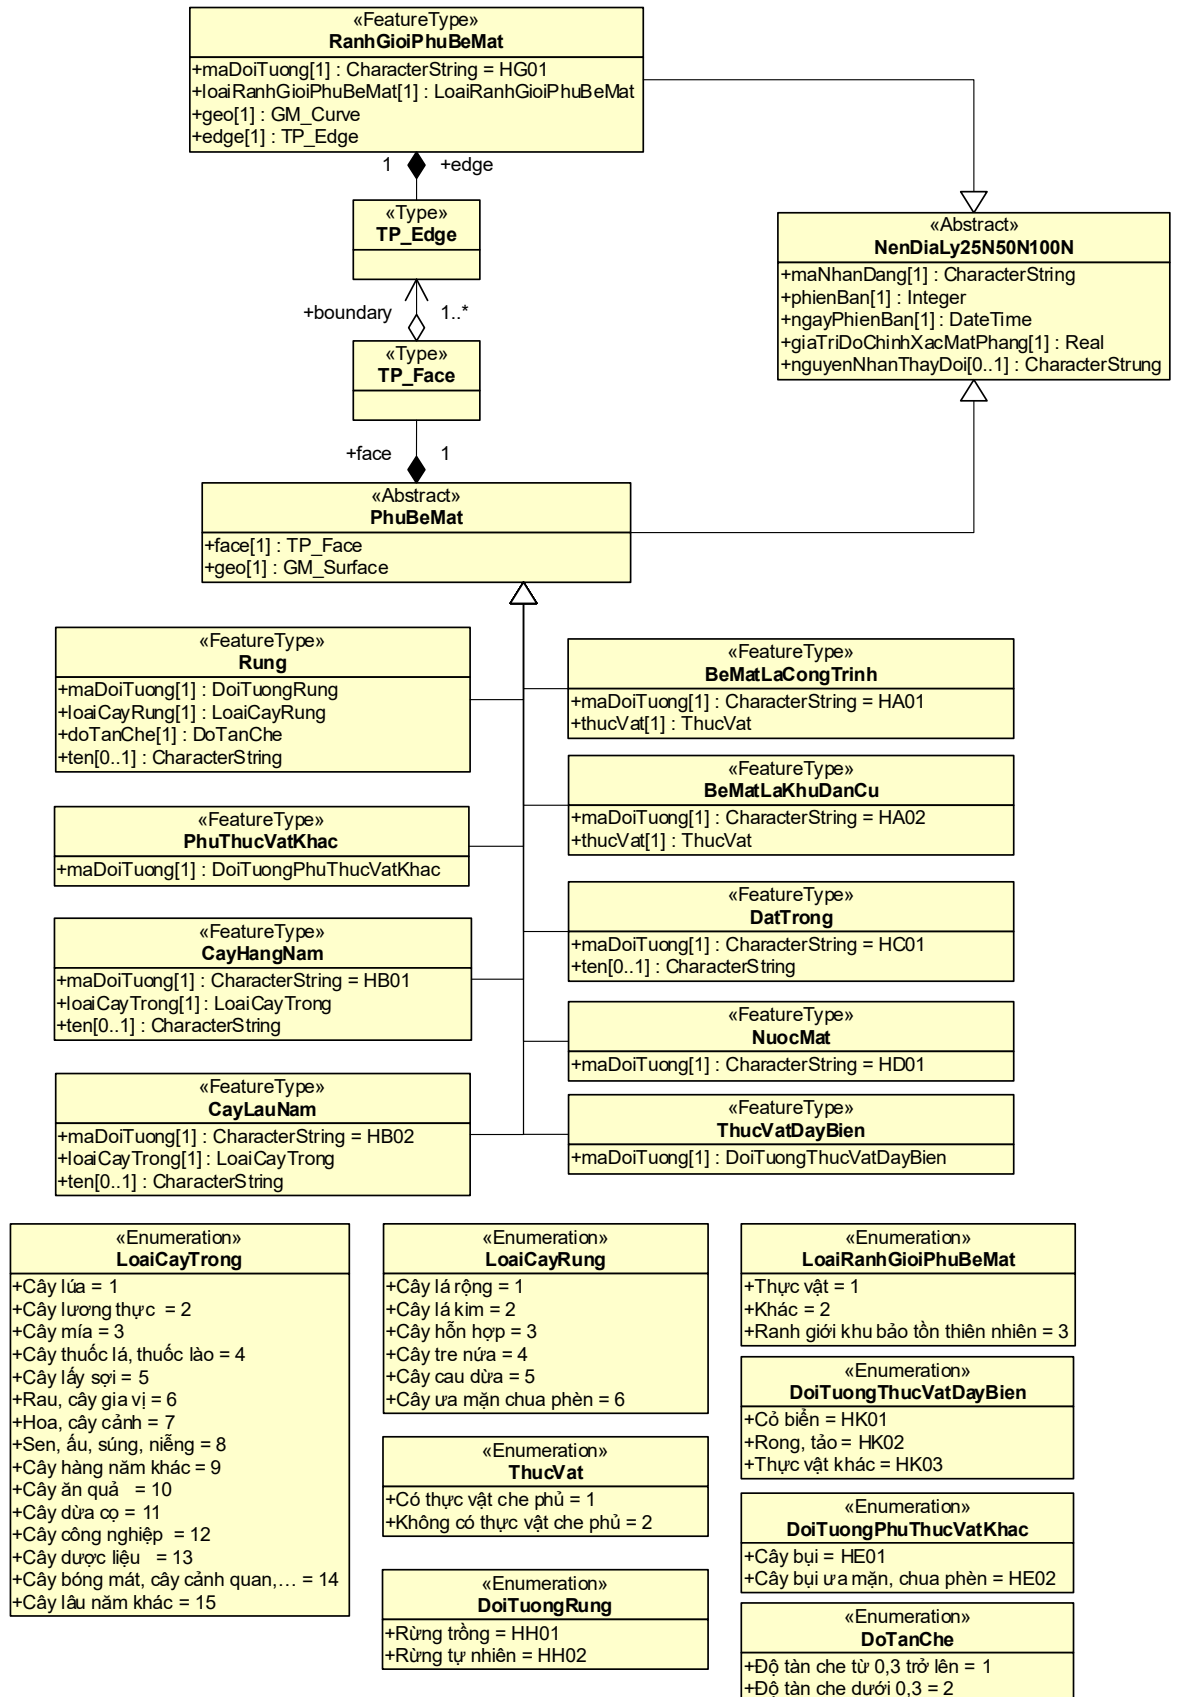 «FeatureType»
RanhGioiPhuBeMat
+maDoiTuong[1] : CharacterString = HG01
+loaiRanhGioiPhuBeMat[1] : LoaiRanhGioiPhuBeMat
+geo[1] : GM_Curve
+edge[1] : TP_Edge
1
+edge
«Type»
TP_Edge
+boundary
1..*
«Type»
TP_Face
+face
1
«Abstract»
NenDiaLy25N50N100N
+maNhanDang[1] : CharacterString
+phienBan[1] : Integer
+ngayPhienBan[1] : DateTime
+giaTriDoChinhXacMatPhang[1] : Real
+nguyenNhanThayDoi[0..1] : CharacterStrung
«Abstract»
PhuBeMat
+face[1] : TP_Face
+geo[1] : GM_Surface
«FeatureType»
Rung
+maDoiTuong[1] : DoiTuongRung
+loaiCayRung[1] : LoaiCayRung
+doTanChe[1] : DoTanChe
+ten[0..1] : CharacterString
«FeatureType»
BeMatLaCongTrinh
+maDoiTuong[1] : CharacterString = HA01
+thucVat[1] : ThucVat
«FeatureType»
BeMatLaKhuDanCu
+maDoiTuong[1] : CharacterString = HA02
+thucVat[1] : ThucVat
«FeatureType»
PhuThucVatKhac
+maDoiTuong[1] : DoiTuongPhuThucVatKhac
«FeatureType»
DatTrong
+maDoiTuong[1] : CharacterString = HC01
+ten[0..1] : CharacterString
«FeatureType»
CayHangNam
+maDoiTuong[1] : CharacterString = HB01
+loaiCayTrong[1] : LoaiCayTrong
+ten[0..1] : CharacterString
«FeatureType»
NuocMat
+maDoiTuong[1] : CharacterString = HD01
«FeatureType»
CayLauNam
+maDoiTuong[1] : CharacterString = HB02
+loaiCayTrong[1] : LoaiCayTrong
+ten[0..1] : CharacterString
«FeatureType»
ThucVatDayBien
+maDoiTuong[1] : DoiTuongThucVatDayBien
«Enumeration»
LoaiCayTrong
+Cây lúa = 1
+Cây lương thực = 2
+Cây mía = 3
+Cây thuốc lá, thuốc lào = 4
+Cây lấy sợi = 5
+Rau, cây gia vị = 6
+Hoa, cây cảnh = 7
+Sen, ấu, súng, niễng = 8
+Cây hàng năm khác = 9
+Cây ăn quả = 10
+Cây dừa cọ = 11
+Cây công nghiệp = 12
+Cây dược liệu = 13
+Cây bóng mát, cây cảnh quan,… = 14
+Cây lâu năm khác = 15
«Enumeration»
LoaiCayRung
+Cây lá rộng = 1
+Cây lá kim = 2
+Cây hỗn hợp = 3
+Cây tre nứa = 4
+Cây cau dừa = 5
+Cây ưa mặn chua phèn = 6
«Enumeration»
ThucVat
+Có thực vật che phủ = 1
+Không có thực vật che phủ = 2
«Enumeration»
DoiTuongRung
+Rừng trồng = HH01
+Rừng tự nhiên = HH02
«Enumeration»
LoaiRanhGioiPhuBeMat
+Thực vật = 1
+Khác = 2
+Ranh giới khu bảo tồn thiên nhiên = 3
«Enumeration»
DoiTuongThucVatDayBien
+Cỏ biển = HK01
+Rong, tảo = HK02
+Thực vật khác = HK03
«Enumeration»
DoiTuongPhuThucVatKhac
+Cây bụi = HE01
+Cây bụi ưa mặn, chua phèn = HE02
«Enumeration»
DoTanChe
+Độ tàn che từ 0,3 trở lên = 1
+Độ tàn che dưới 0,3 = 2